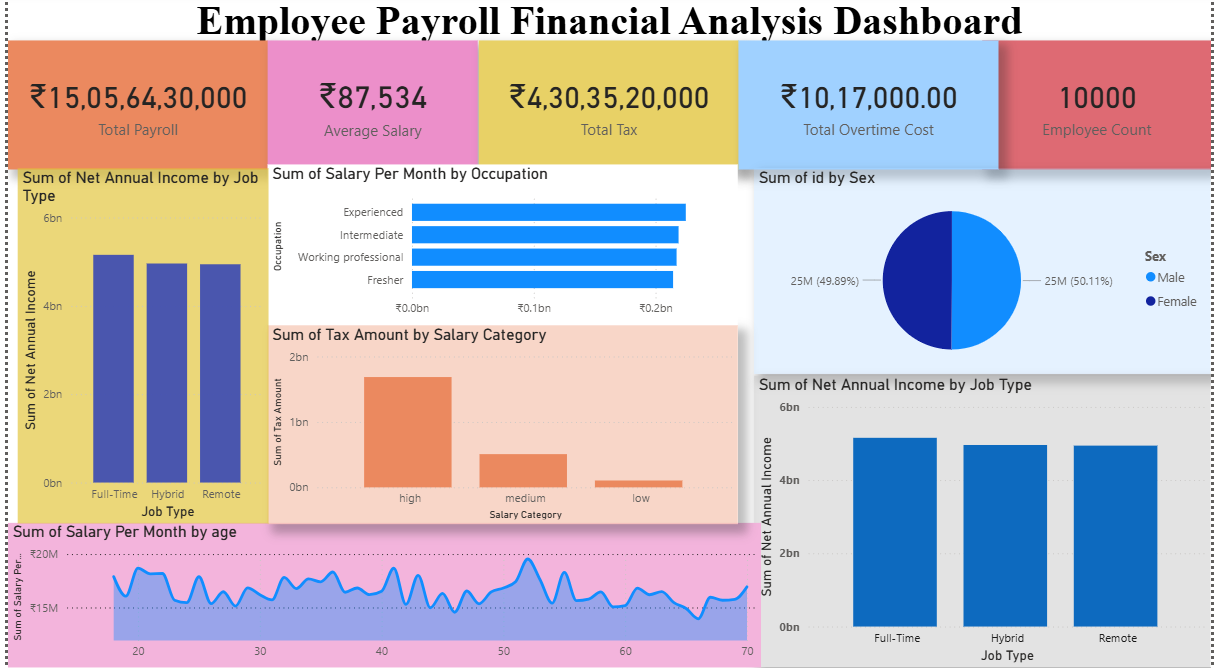 Employee Payroll Financial Analysis Dashboard
₹15,05,64,30,000
Total Payroll
₹87,534
Average Salary
₹4,30,35,20,000
Total Tax
₹10,17,000.00
Total Overtime Cost
10000
Employee Count
Sum of Net Annual Income by Job
Type
Sum of Net Annual Income
6bn
4bn
2bn
0bn
Full-Time Hybrid Remote
Job Type
Sum of Salary Per Month by Occupation
Occupation
Experienced
Intermediate
Working professional
Fresher
₹0.0bn ₹0.1bn ₹0.2bn
Sum of Tax Amount by Salary Category
Sum of Tax Amount
2bn
1bn
0bn
high medium low
Salary Category
Sum of id by Sex
25M (49.89%)
25M (50.11%)
Sex
Male
Female
Sum of Net Annual Income by Job Type
Sum of Net Annual Income
6bn
4bn
2bn
0bn
Full-Time Hybrid Remote
Job Type
Sum of Salary Per Month by age
Sum of Salary Per...
₹20M
₹15M
20 30 40 50 60 70